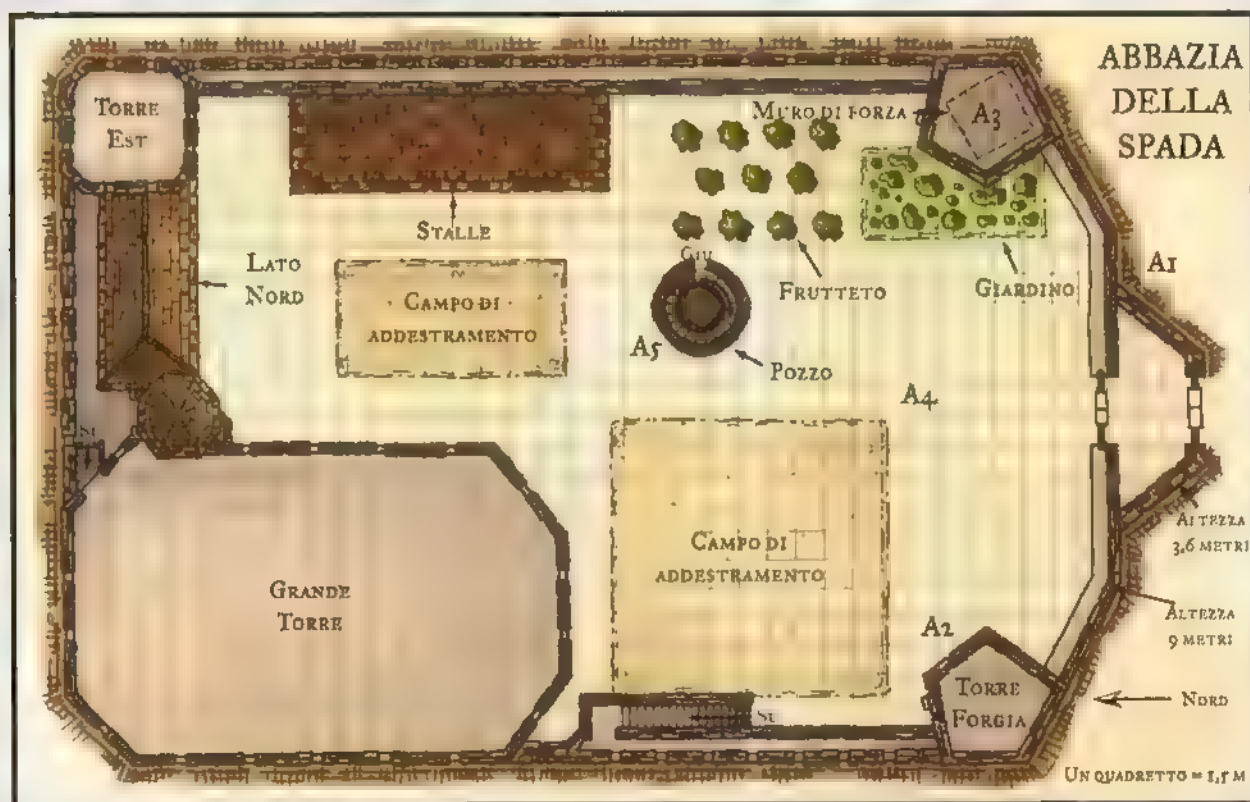 ABBAZIA
DELLA
SPADA
TORRE
EST
MURO DI FORZA
A3
STALLE
LATO
NORD
CAMPO DI
ADDESTRAMENTO
GIÙ
FRUTTETO
GIARDINO
A1
A5
POZZO
A4
SU
CAMPO DI
ADDESTRAMENTO
ALTEZZA
3,6 METRI
GRANDE
TORRE
ALTEZZA
9 METRI
A2
TORRE
FORGIA
SU
NORD
UN QUADRETTO = 1,5 M